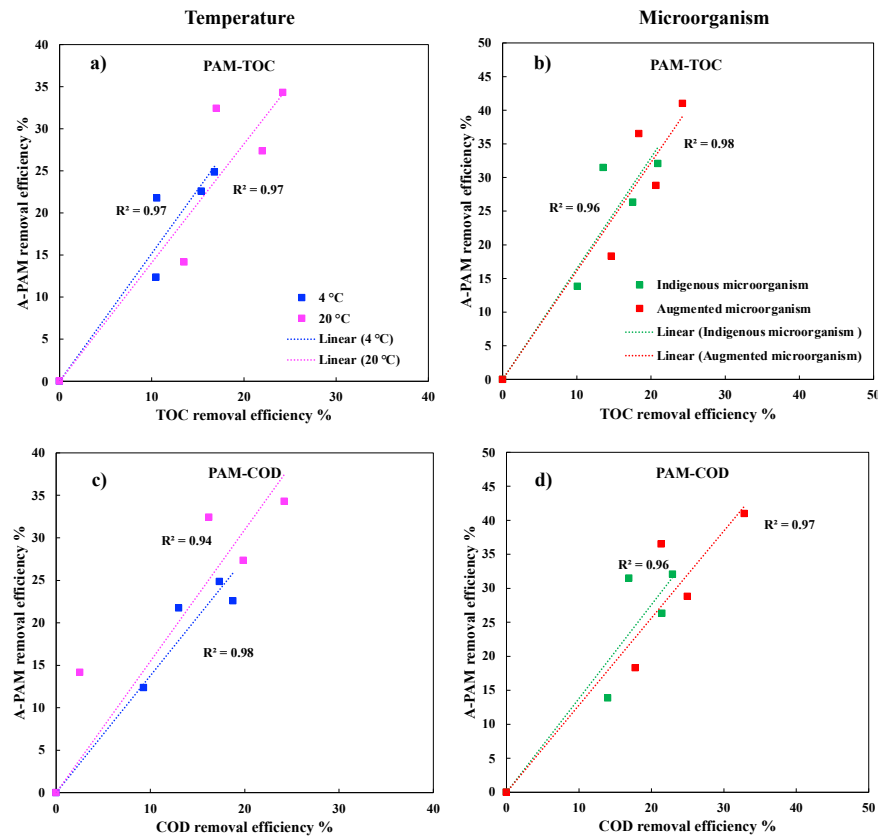 Temperature
Microorganism
a)
PAM-TOC
A-PAM removal efficiency %
40
35
30
25
20
15
10
5
0
R² = 0.97
R² = 0.97
4 °C
20 °C
Linear (4 °C)
Linear (20 °C)
0 10 20 30 40
TOC removal efficiency %
b)
PAM-TOC
A-PAM removal efficiency %
50
45
40
35
30
25
20
15
10
5
0
R² = 0.98
R² = 0.96
Indigenous microorganism
Augmented microorganism
Linear (Indigenous microorganism )
Linear (Augmented microorganism)
0 10 20 30 40 50
TOC removal efficiency %
c)
PAM-COD
A-PAM removal efficiency %
40
35
30
25
20
15
10
5
0
R² = 0.94
R² = 0.98
0 10 20 30 40
COD removal efficiency %
d)
PAM-COD
A-PAM removal efficiency %
50
45
40
35
30
25
20
15
10
5
0
R² = 0.97
R² = 0.96
0 10 20 30 40 50
COD removal efficiency %